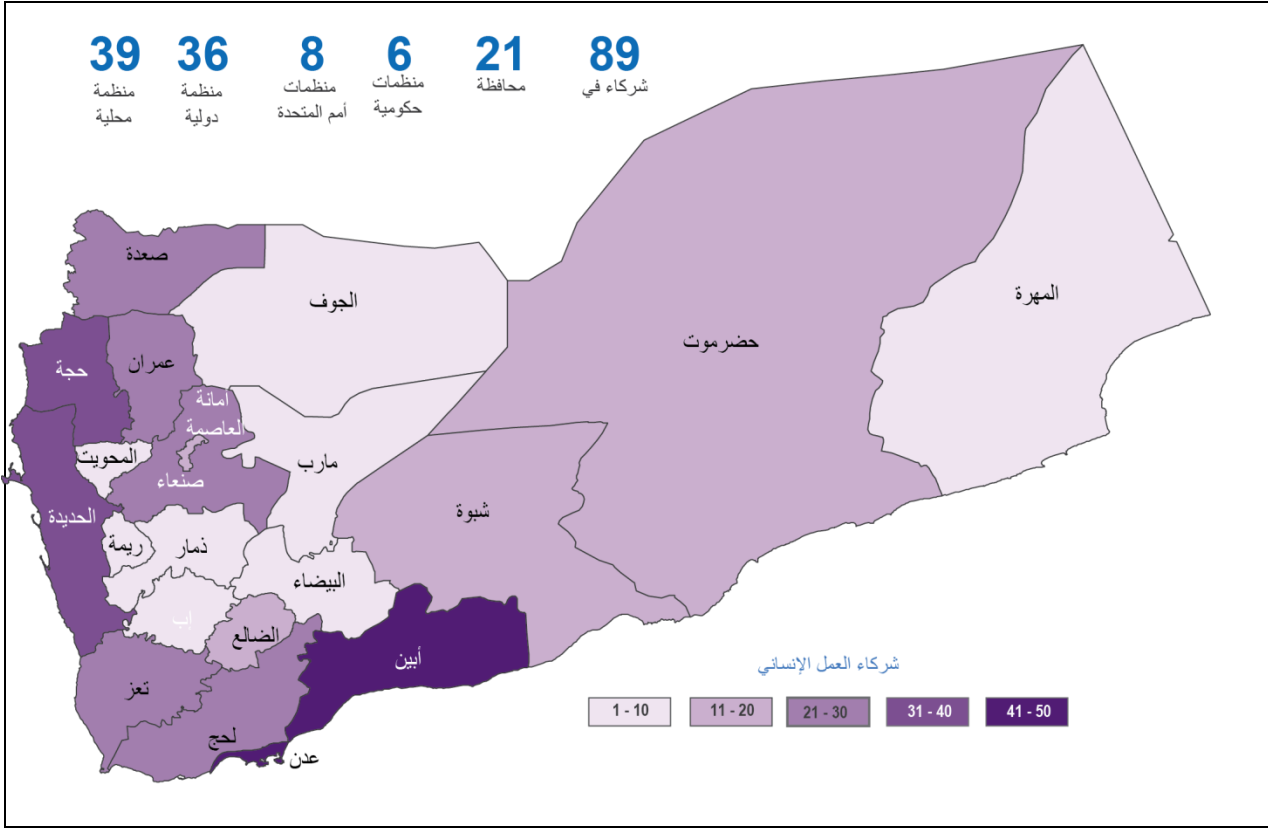 89
شركاء في
21
محافظة
6
منظمات
حكومية
8
منظمات
أمم المتحدة
36
منظمة
دولية
39
منظمة
محلية
صعدة
الجوف
المهرة
حضرموت
عمران
حجة
امانة
العاصمة
المحويت
مارب
صنعاء
شبوة
الحديدة
ذمار
ريمة
البيضاء
إب
الضالع
أبين
تعز
لحج
عدن
شركاء العمل الإنساني
1 - 10
11 - 20
21 - 30
31 - 40
41 - 50